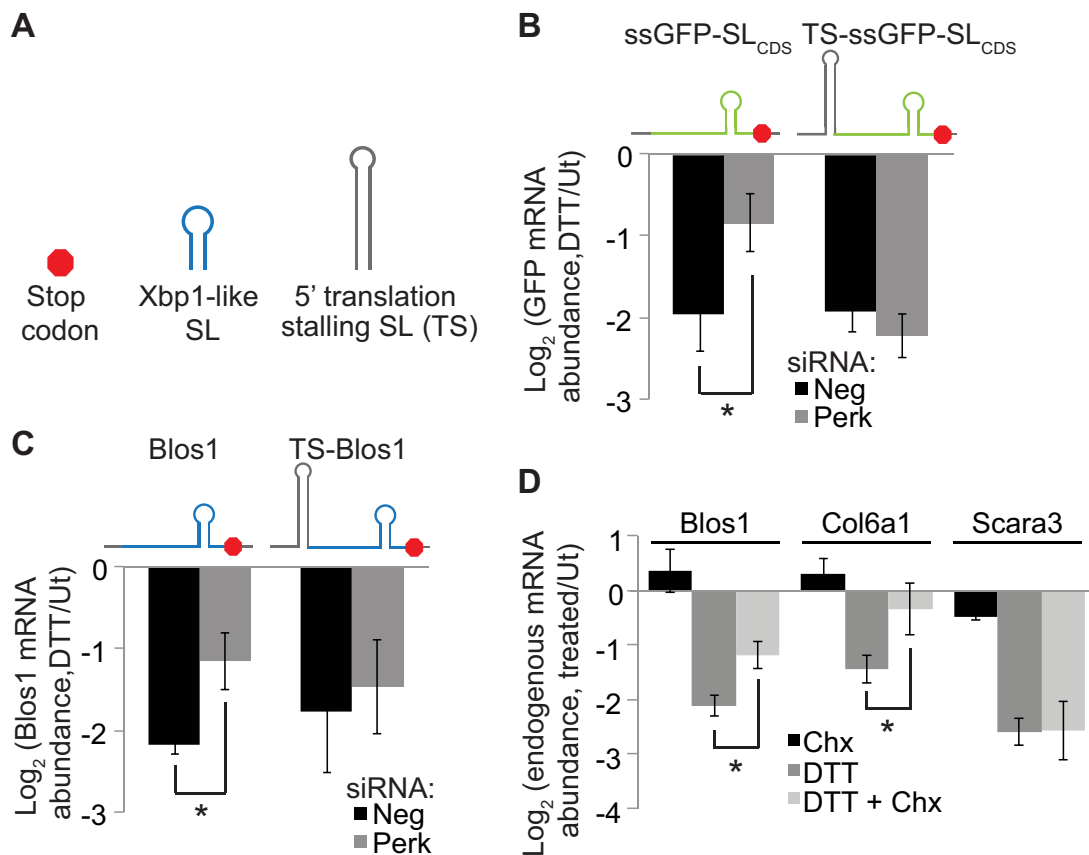 A
Stop
codon
Xbp1-like
SL
5' translation
stalling SL (TS)
B
ssGFP-SL_CDS TS-ssGFP-SL_CDS
Log₂ (GFP mRNA
abundance,DTT/Ut)
0
-1
-2
-3
*
siRNA:
Neg
Perk
C
Blos1 TS-Blos1
Log₂ (Blos1 mRNA
abundance,DTT/Ut)
0
-1
-2
-3
*
siRNA:
Neg
Perk
D
Blos1 Col6a1 Scara3
Log₂ (endogenous mRNA
abundance, treated/Ut)
1
0
-1
-2
-3
-4
*
*
Chx
DTT
DTT + Chx